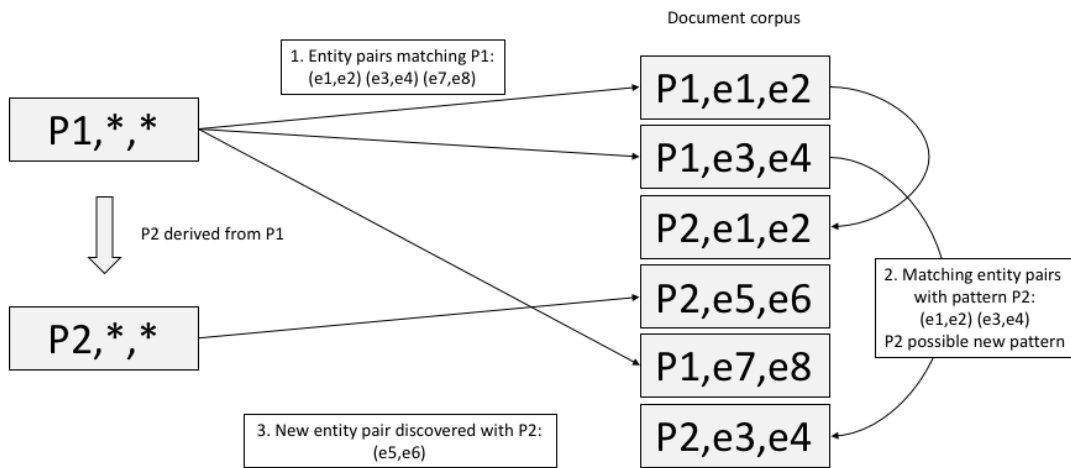 Document corpus
1. Entity pairs matching P1:
(e1,e2) (e3,e4) (e7,e8)
P1,*,*
P2 derived from P1
P2,*,*
P1,e1,e2
P1,e3,e4
P2,e1,e2
P2,e5,e6
P1,e7,e8
P2,e3,e4
2. Matching entity pairs
with pattern P2:
(e1,e2) (e3,e4)
P2 possible new pattern
3. New entity pair discovered with P2:
(e5,e6)